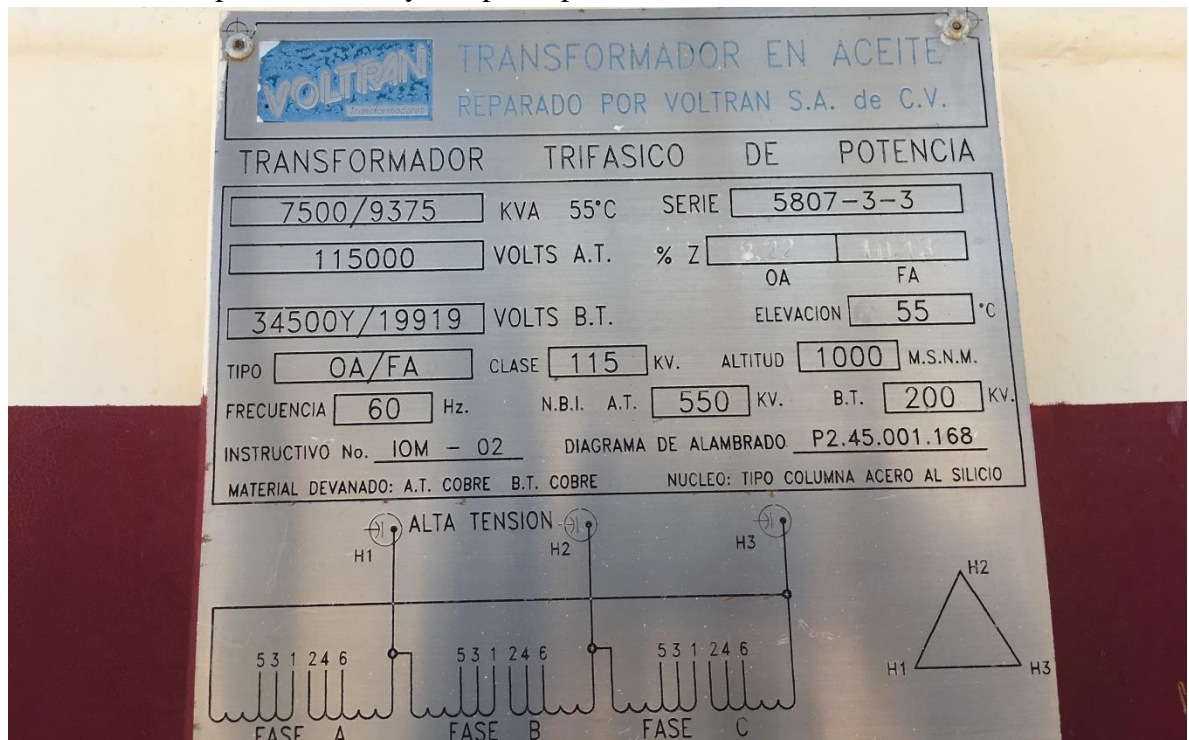 VOLTRAN
Transformadores
TRANSFORMADOR EN ACEITE
REPARADO POR VOLTRAN S.A. de C.V.
TRANSFORMADOR TRIFASICO DE POTENCIA
7500/9375 KVA 55°C SERIE 5807-3-3
115000 VOLTS A.T. % Z
OA FA
34500Y/19919 VOLTS B.T. ELEVACION 55 °C
TIPO OA/FA CLASE 115 KV. ALTITUD 1000 M.S.N.M.
FRECUENCIA 60 Hz. N.B.I. A.T. 550 KV. B.T. 200 KV.
INSTRUCTIVO No. IOM - 02 DIAGRAMA DE ALAMBRADO P2.45.001.168
MATERIAL DEVANADO: A.T. COBRE B.T. COBRE NUCLEO: TIPO COLUMNA ACERO AL SILICIO
ALTA TENSION
H1 H2 H3
H2
5 3 1 2 4 6 5 3 1 2 4 6 5 3 1 2 4 6
H1 H3
FASE A FASE B FASE C